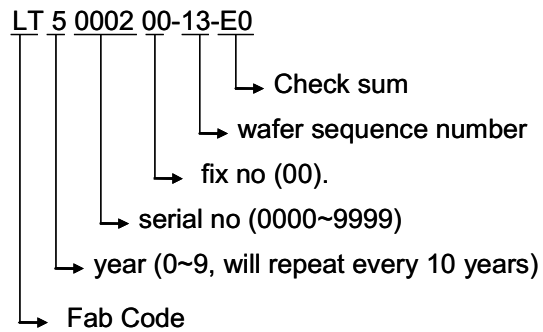 LT 5 0002 00-13-E0
Check sum
wafer sequence number
fix no (00).
serial no (0000~9999)
year (0~9, will repeat every 10 years)
Fab Code